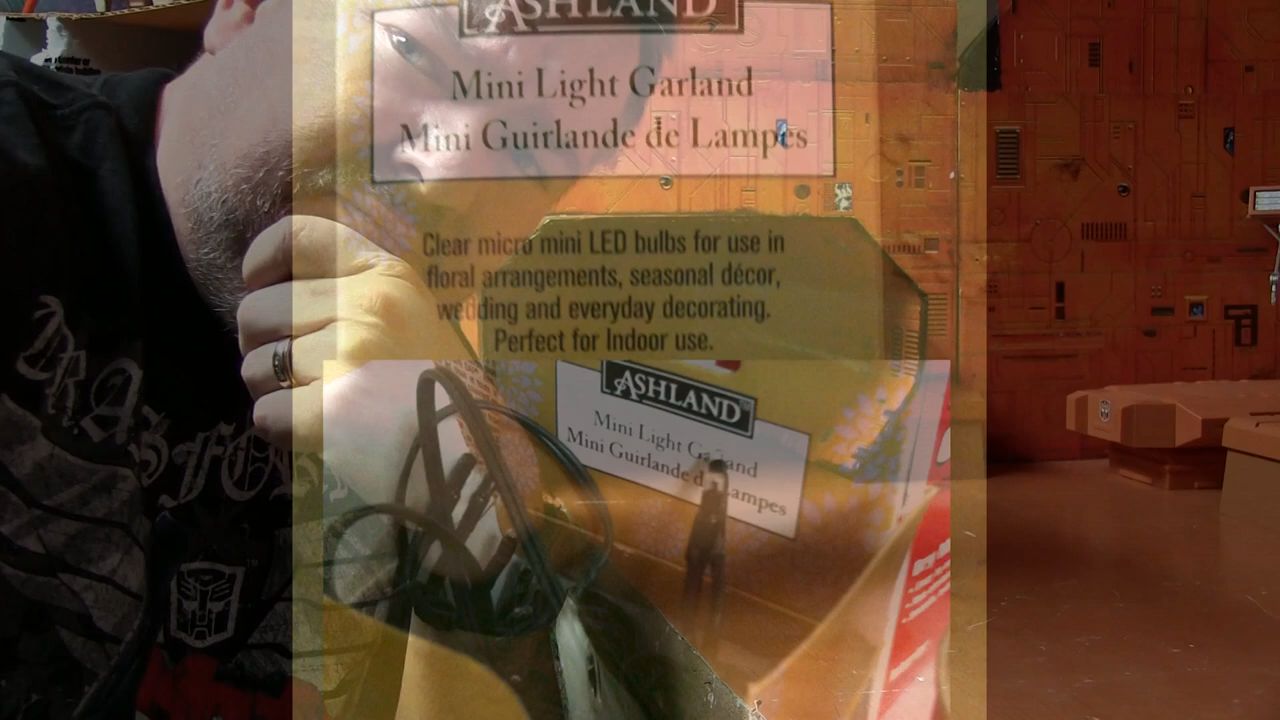 ASHLAND
Mini Light Garland
Mini Guirlande de Lampes
Clear micro mini LED bulbs for use in
floral arrangements, seasonal décor,
wedding and everyday decorating.
Perfect for Indoor use.
ASHLAND
Mini Light Garland
Mini Guirlande de Lampes